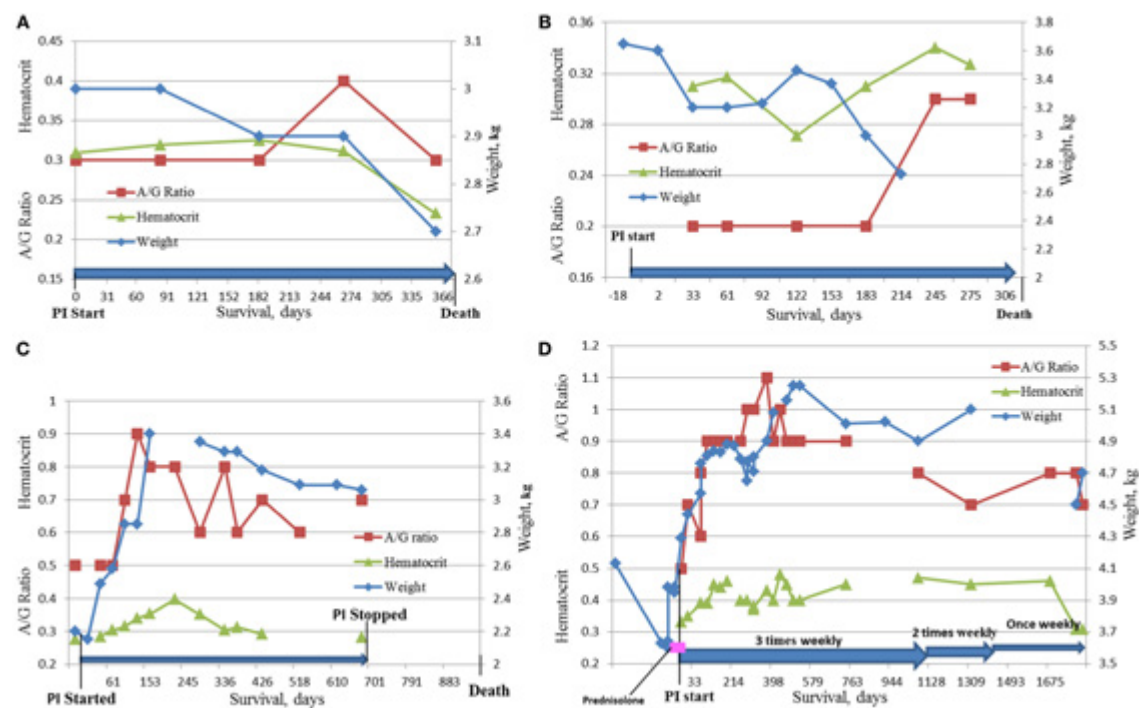 A
0.45
0.4
0.35
0.3
0.25
0.2
0.15
Hematocrit
A/G Ratio
3.1
3
2.9
2.8
2.7
2.6
Weight, kg
A/G Ratio
Hematocrit
Weight
0 31 60 91 121 152 182 213 244 274 305 335 366
PI Start
Survival, days
Death
B
0.36
0.32
0.28
0.24
0.2
0.16
Hematocrit
A/G Ratio
3.8
3.6
3.4
3.2
3
2.8
2.6
2.4
2.2
2
Weight, kg
A/G Ratio
Hematocrit
Weight
PI start
-18 2 33 61 92 122 153 183 214 245 275 306
Survival, days
Death
C
1
0.9
0.8
0.7
0.6
0.5
0.4
0.3
0.2
Hematocrit
A/G Ratio
3.6
3.4
3.2
3
2.8
2.6
2.4
2.2
2
Weight, kg
A/G ratio
Hematocrit
Weight
PI Stopped
61 153 245 334 426 518 610 701 791 883
PI Started
Survival, days
Death
D
1.2
1.1
1
0.9
0.8
0.7
0.6
0.5
0.4
0.3
0.2
A/G Ratio
Hematocrit
5.5
5.3
5.1
4.9
4.7
4.5
4.3
4.1
3.9
3.7
3.5
Weight, kg
A/G Ratio
Hematocrit
Weight
3 times weekly
2 times weekly
Once weekly
33 214 398 579 763 944 1128 1309 1493 1675
Prednisolone
PI start
Survival, days